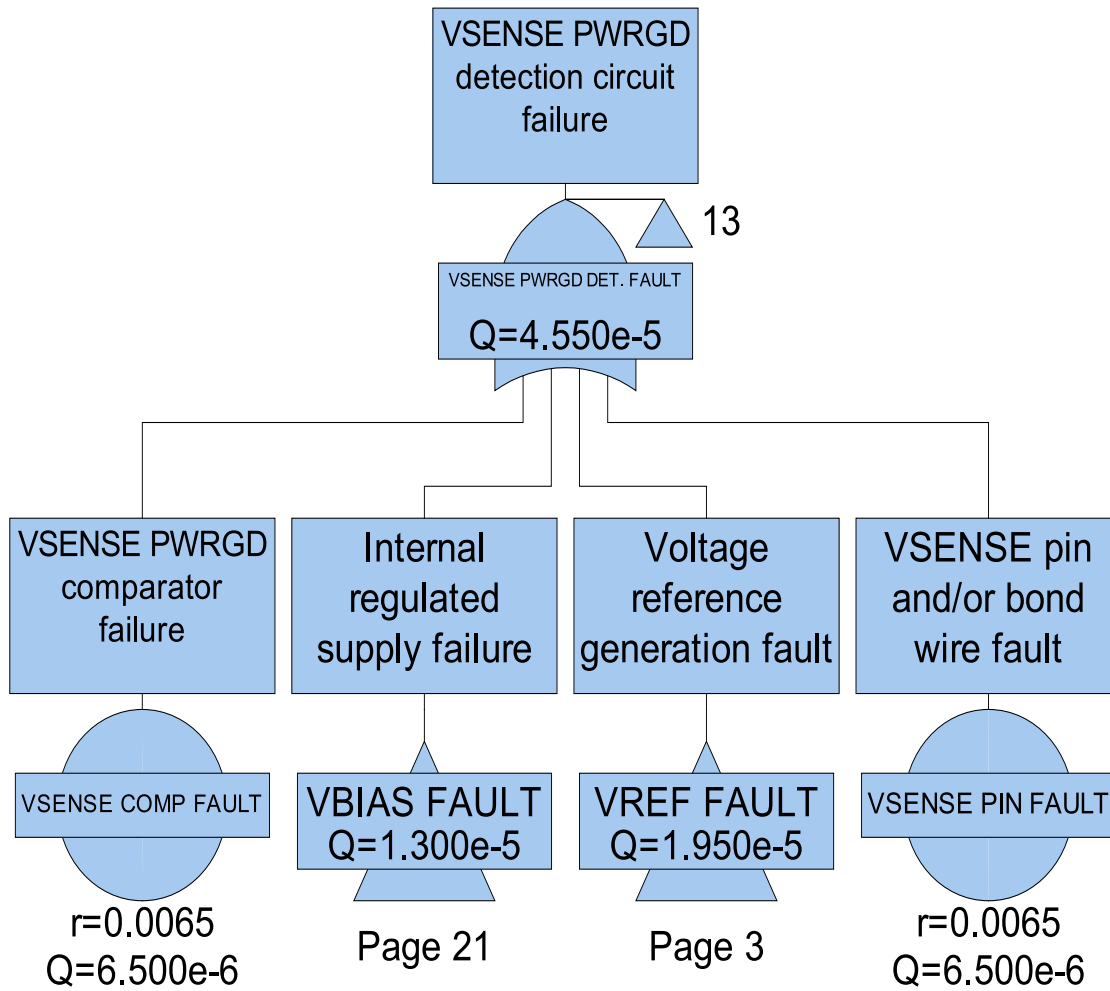 VSENSE PWRGD
detection circuit
failure
13
VSENSE PWRGD DET. FAULT
Q=4.550e-5
VSENSE PWRGD
comparator
failure
Internal
regulated
supply failure
Voltage
reference
generation fault
VSENSE pin
and/or bond
wire fault
VSENSE COMP FAULT
r=0.0065
Q=6.500e-6
VBIAS FAULT
Q=1.300e-5
Page 21
VREF FAULT
Q=1.950e-5
Page 3
VSENSE PIN FAULT
r=0.0065
Q=6.500e-6